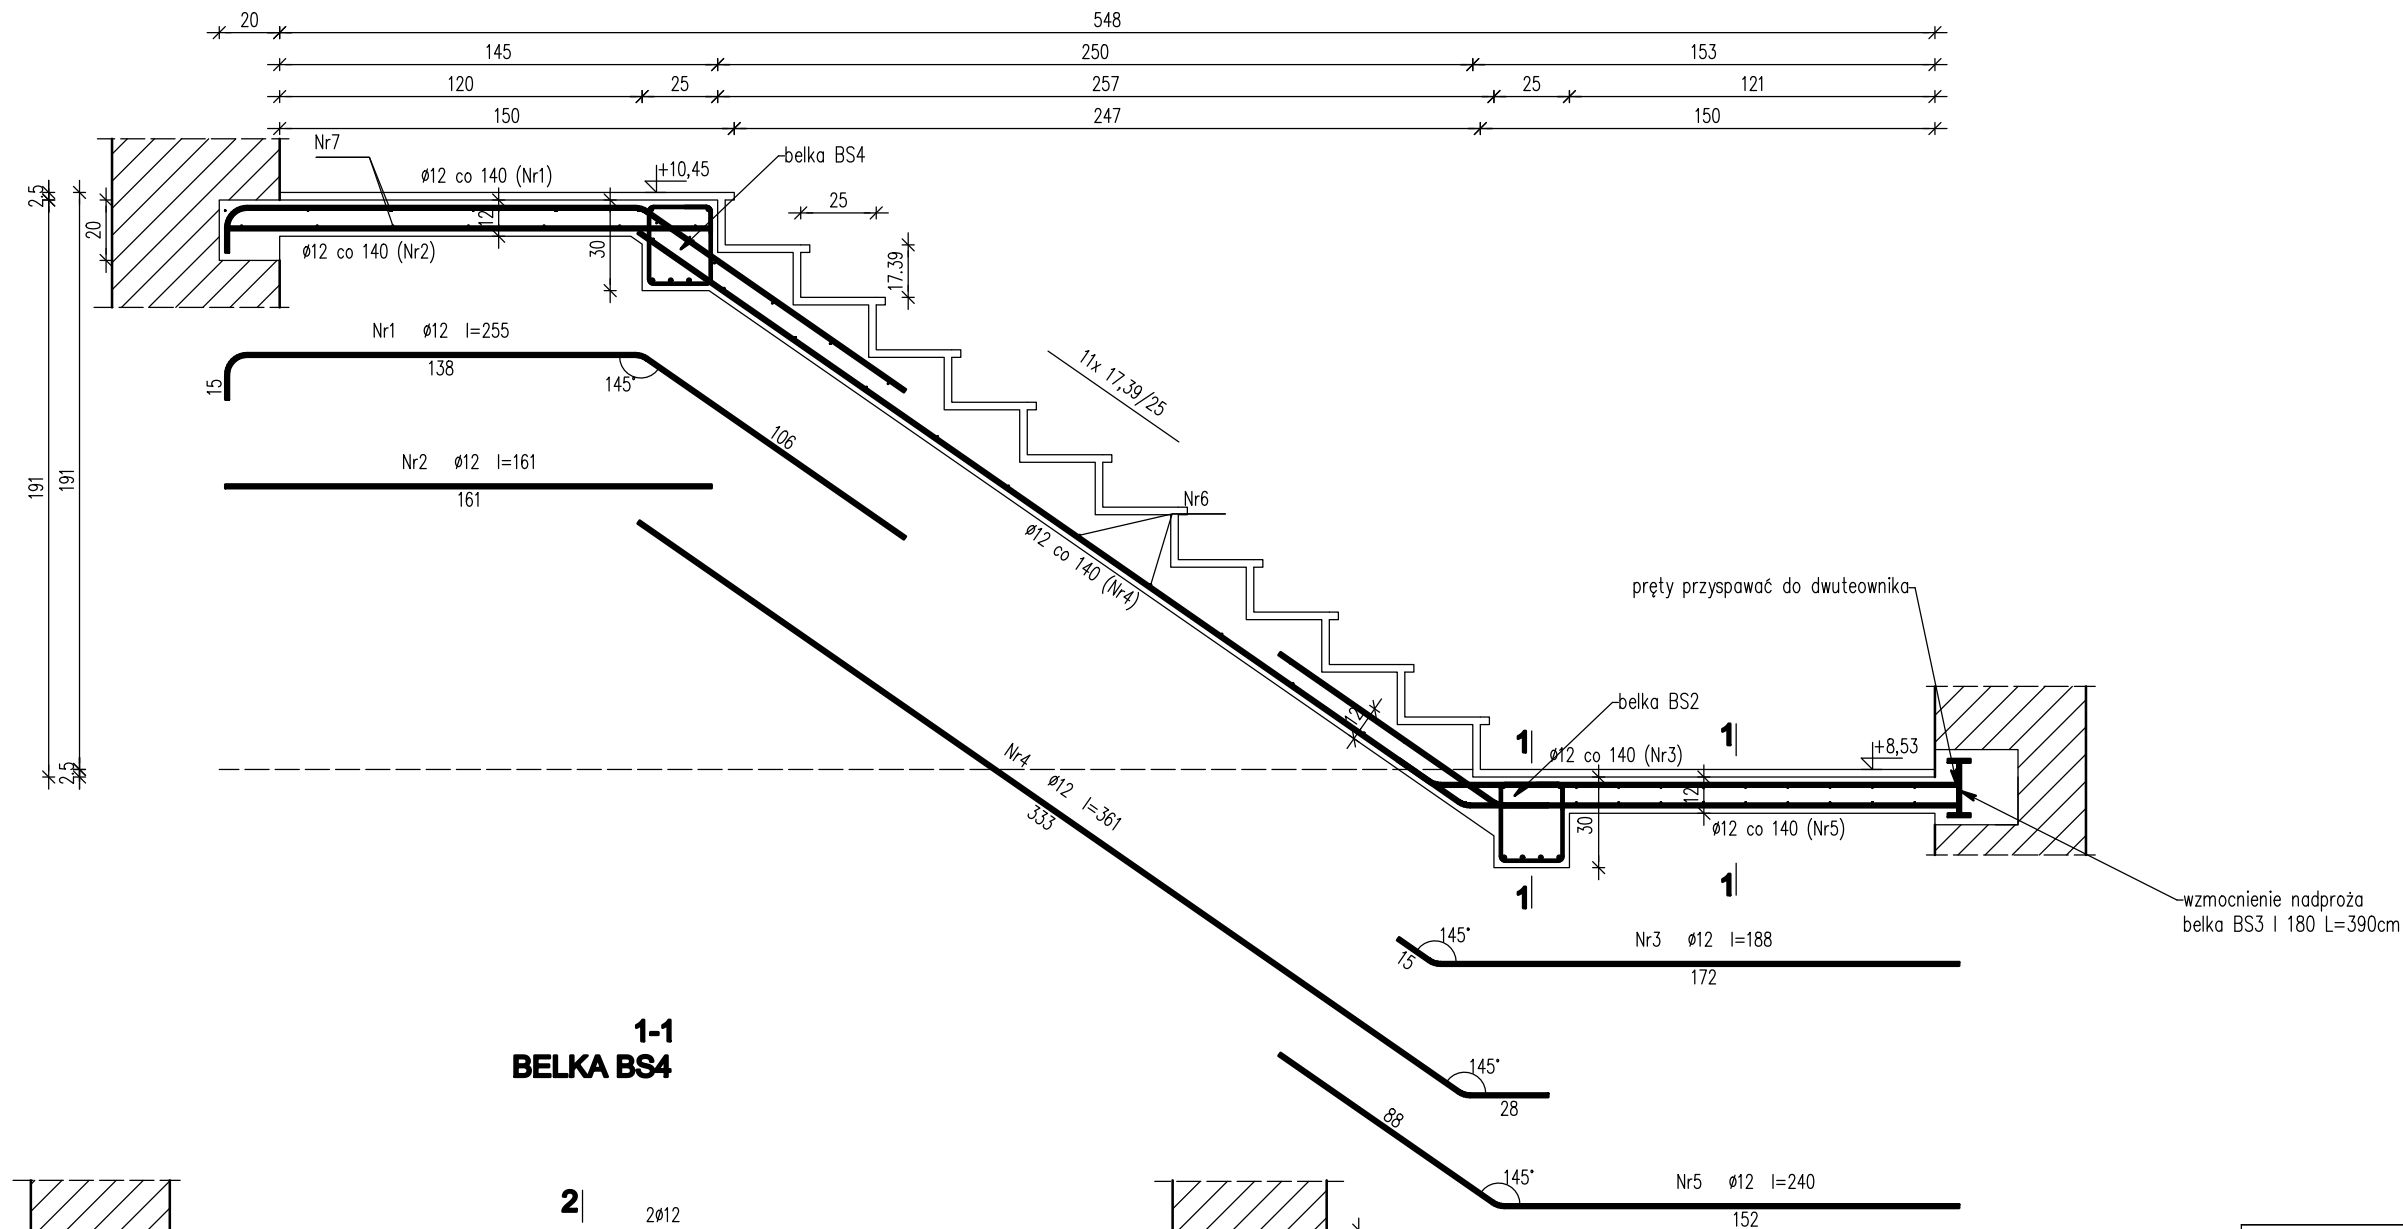 20
548
145
250
153
120
25
257
25
121
150
247
150
Nr7
belka BS4
ø12 co 140 (Nr1)
+10,45
2,5
20
12
30
25
17.39
ø12 co 140 (Nr2)
Nr1 ø12 l=255
138
145°
15
106
11x 17,39/25
Nr2 ø12 l=161
161
191
191
Nr6
ø12 co 140 (Nr4)
pręty przyspawać do dwuteownika
12
belka BS2
1
1
ø12 co 140 (Nr3)
+8,53
2,5
Nr4 ø12 l=361
333
12
30
ø12 co 140 (Nr5)
1
1
wzmocnienie nadproża
belka BS3 I 180 L=390cm
145°
15
Nr3 ø12 l=188
172
1-1
BELKA BS4
145°
28
88
145°
Nr5 ø12 l=240
152
2
2ø12